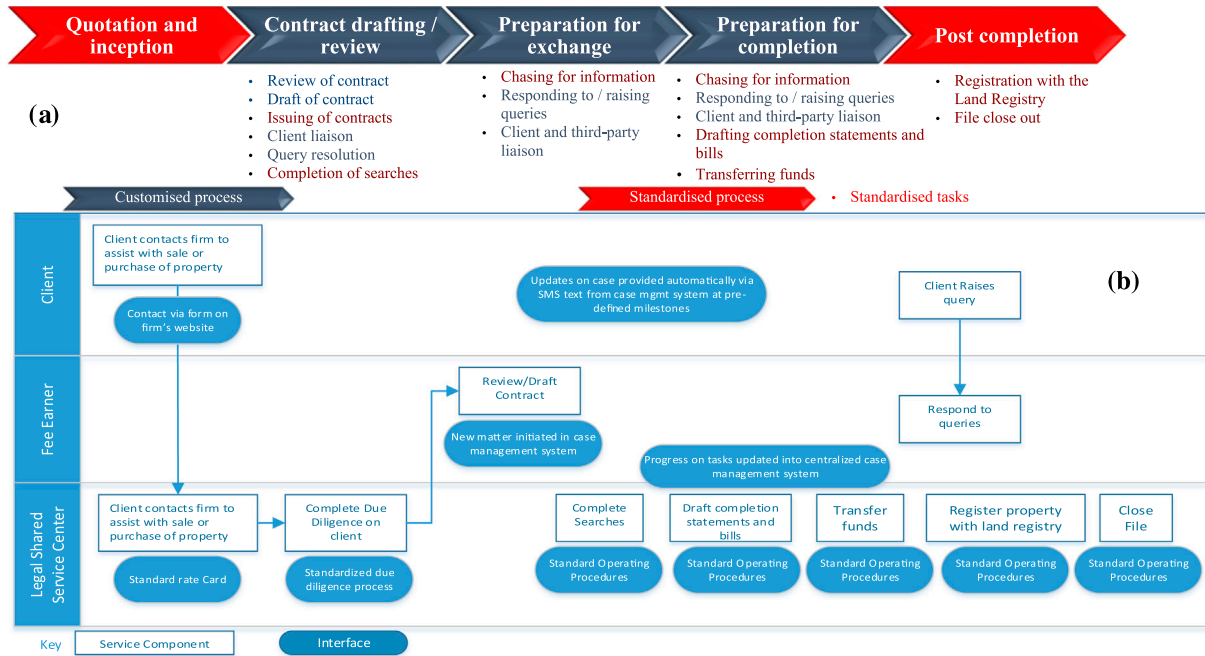 Quotation and
inception
Contract drafting /
review
Preparation for
exchange
Preparation for
completion
Post completion
(a)
• Review of contract
• Draft of contract
• Issuing of contracts
• Client liaison
• Query resolution
• Completion of searches
• Chasing for information
• Responding to / raising
queries
• Client and third-party
liaison
• Chasing for information
• Responding to / raising queries
• Client and third-party liaison
• Drafting completion statements and
bills
• Transferring funds
• Registration with the
Land Registry
• File close out
Customised process
Standardised process
• Standardised tasks
(b)
Client
Client contacts firm to
assist with sale or
purchase of property
Contact via form on
firm's website
Updates on case provided automatically via
SMS text from case mgmt system at pre-
defined milestones
Client Raises
query
Fee Earner
Review/Draft
Contract
New matter initiated in case
management system
Respond to
queries
Progress on tasks updated into centralized case
management system
Legal Shared
Service Center
Client contacts firm to
assist with sale or
purchase of property
Standard rate Card
Complete Due
Diligence on
client
Standardized due
diligence process
Complete
Searches
Standard Operating
Procedures
Draft completion
statements and
bills
Standard Operating
Procedures
Transfer
funds
Standard Operating
Procedures
Register property
with land registry
Standard Operating
Procedures
Close
File
Standard Operating
Procedures
Key
Service Component
Interface